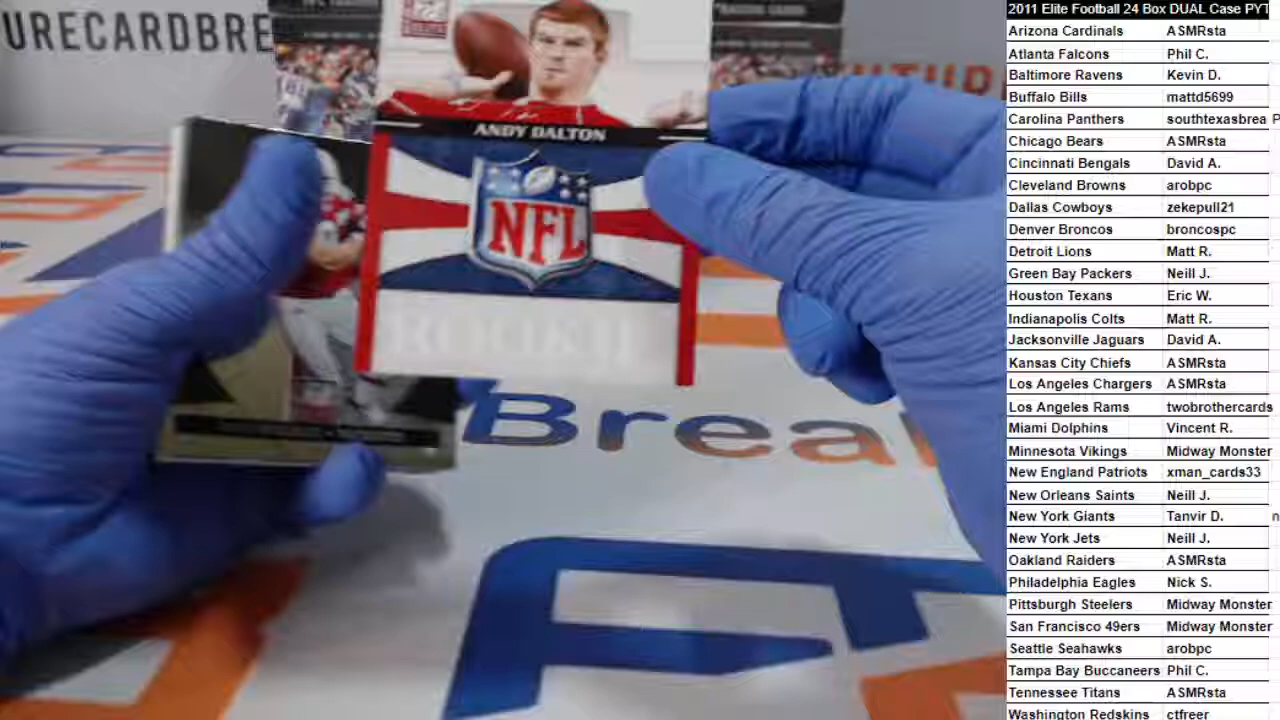 URECARDBRE
ANDY DALTON
NFL
ROOKIE
Brea
2011 Elite Football 24 Box DUAL Case PYT
Arizona Cardinals ASMRsta
Atlanta Falcons Phil C.
Baltimore Ravens Kevin D.
Buffalo Bills mattd5699
Carolina Panthers southtexasbrea P
Chicago Bears ASMRsta
Cincinnati Bengals David A.
Cleveland Browns arobpc
Dallas Cowboys zekepull21
Denver Broncos broncospc
Detroit Lions Matt R.
Green Bay Packers Neill J.
Houston Texans Eric W.
Indianapolis Colts Matt R.
Jacksonville Jaguars David A.
Kansas City Chiefs ASMRsta
Los Angeles Chargers ASMRsta
Los Angeles Rams twobrothercards
Miami Dolphins Vincent R.
Minnesota Vikings Midway Monster
New England Patriots xman_cards33
New Orleans Saints Neill J.
New York Giants Tanvir D. n
New York Jets Neill J.
Oakland Raiders ASMRsta
Philadelphia Eagles Nick S.
Pittsburgh Steelers Midway Monster
San Francisco 49ers Midway Monster
Seattle Seahawks arobpc
Tampa Bay Buccaneers Phil C.
Tennessee Titans ASMRsta
Washington Redskins ctfreer